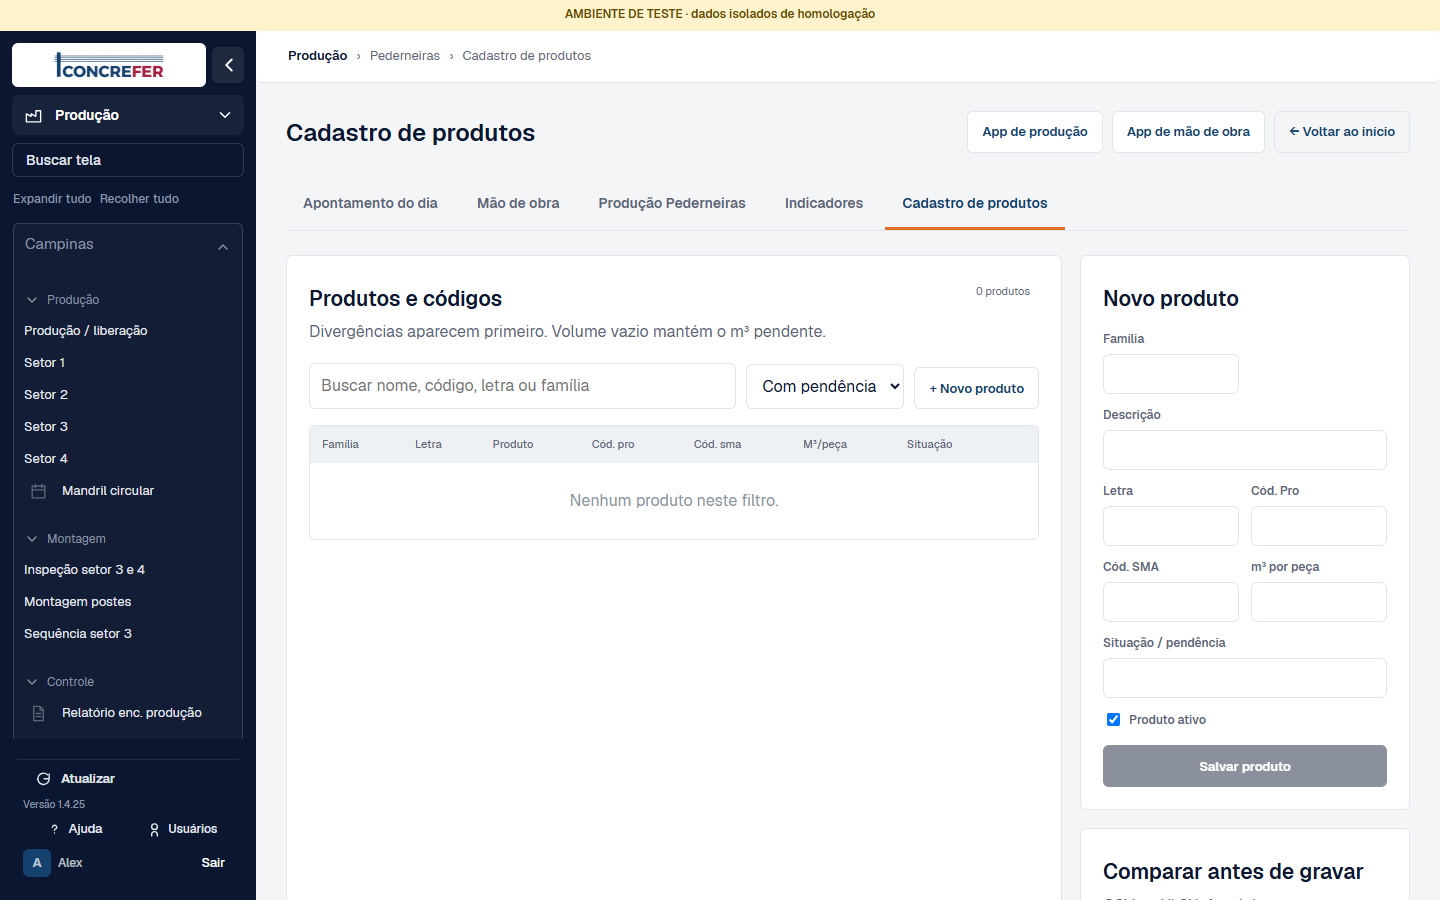 AMBIENTE DE TESTE · dados isolados de homologação
CONCREFER
Produção
Buscar tela
Expandir tudo Recolher tudo
Campinas
Produção
Produção / liberação
Setor 1
Setor 2
Setor 3
Setor 4
Mandril circular
Montagem
Inspeção setor 3 e 4
Montagem postes
Sequência setor 3
Controle
Relatório enc. produção
Atualizar
Versão 1.4.25
? Ajuda Usuários
A Alex Sair
Produção › Pederneiras › Cadastro de produtos
Cadastro de produtos
App de produção App de mão de obra ← Voltar ao início
Apontamento do dia Mão de obra Produção Pederneiras Indicadores Cadastro de produtos
Produtos e códigos 0 produtos
Divergências aparecem primeiro. Volume vazio mantém o m³ pendente.
Buscar nome, código, letra ou família Com pendência + Novo produto
Família Letra Produto Cód. pro Cód. sma M³/peça Situação
Nenhum produto neste filtro.
Novo produto
Família
Descrição
Letra Cód. Pro
Cód. SMA m³ por peça
Situação / pendência
Produto ativo
Salvar produto
Comparar antes de gravar